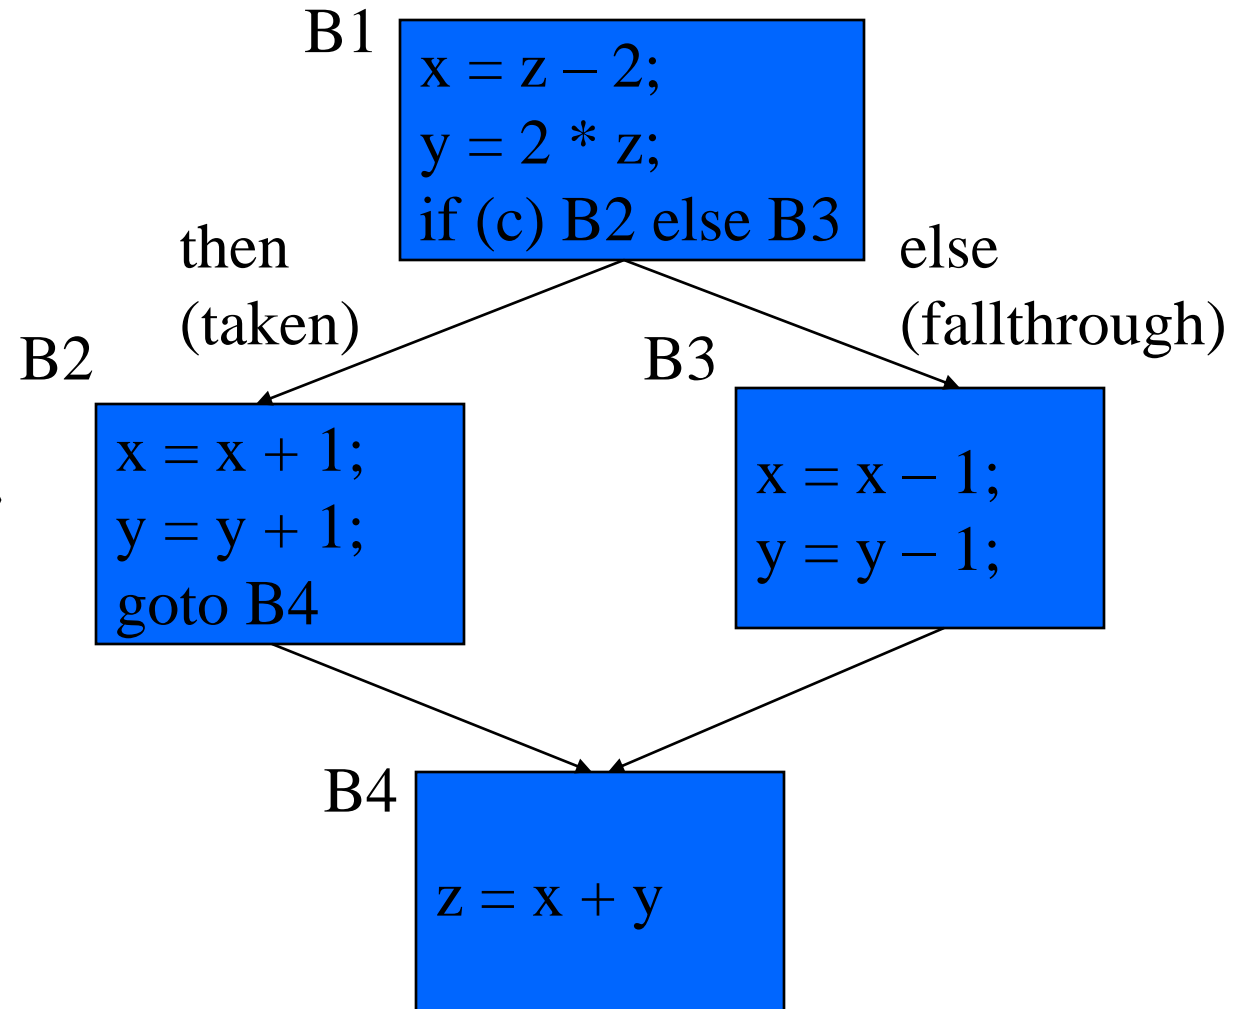 B1
x = z – 2;
y = 2 * z;
if (c) B2 else B3
then
(taken)
else
(fallthrough)
B2
x = x + 1;
y = y + 1;
goto B4
B3
x = x – 1;
y = y – 1;
B4
z = x + y